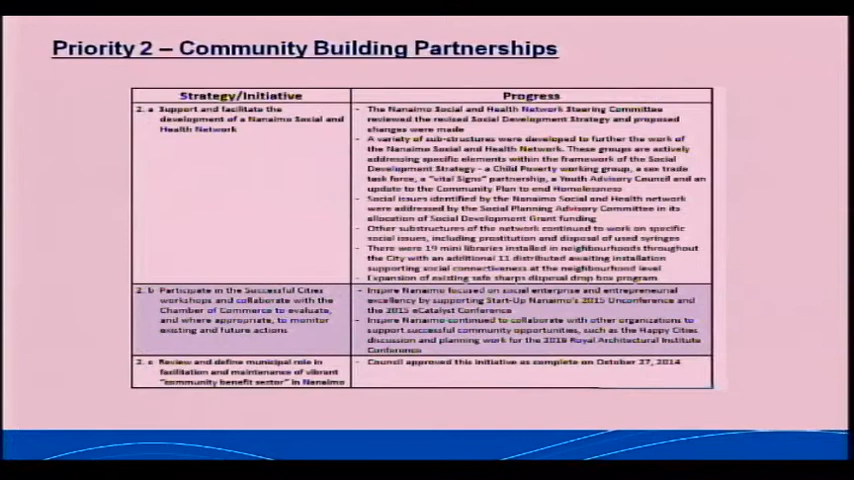 Priority 2 – Community Building Partnerships
Strategy/Initiative
Progress
2. a Support and facilitate the
development of a Nanaimo Social and
Health Network
- The Nanaimo Social and Health Network Steering Committee
reviewed the revised Social Development Strategy and proposed
changes were made
- A variety of sub-structures were developed to further the work of
the Nanaimo Social and Health Network. These groups are actively
addressing specific elements within the framework of the Social
Development Strategy - a Child Poverty working group, a sex trade
task force, a "Vital Signs" partnership, a Youth Advisory Council and an
update to the Community Plan to end Homelessness
- Social issues identified by the Nanaimo Social and Health network
were addressed by the Social Planning Advisory Committee in its
allocation of Social Development Grant funding
- Other substructures of the network continued to work on specific
social issues, including prostitution and disposal of used syringes
- There were 19 mini libraries installed in neighbourhoods throughout
the City with an additional 11 distributed awaiting installation
supporting social connectiveness at the neighbourhood level
- Expansion of existing safe sharps disposal drop box program
2. b Participate in the Successful Cities
workshops and collaborate with the
Chamber of Commerce to evaluate,
and where appropriate, to monitor
existing and future actions
- Inspire Nanaimo focused on social enterprise and entrepreneurial
excellency by supporting Start-Up Nanaimo's 2015 Unconference and
the 2015 eCatalyst Conference
- Inspire Nanaimo continued to collaborate with other organizations to
support successful community opportunities, such as the Happy Cities
discussion and planning work for the 2016 Royal Architectural Institute
Conference
2. c Review and define municipal role in
facilitation and maintenance of vibrant
"community benefit sector" in Nanaimo
- Council approved this initiative as complete on October 27, 2014